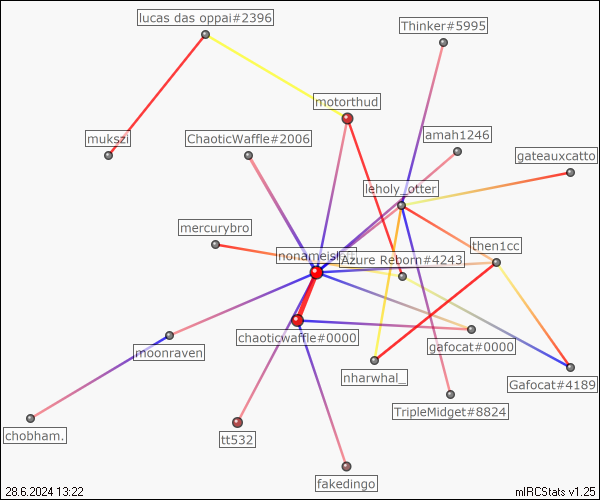 lucas das oppai#2396
Thinker#5995
motorthud
mukszi
ChaoticWaffle#2006
amah1246
gateauxcatto
leholy_otter
mercurybro
then1cc
Azure Reborn#4243
chaoticwaffle#0000
gafocat#0000
moonraven
nharwhal_
Gafocat#4189
TripleMidget#8824
chobham.
tt532
fakedingo
28.6.2024 13:22
mIRCStats v1.25